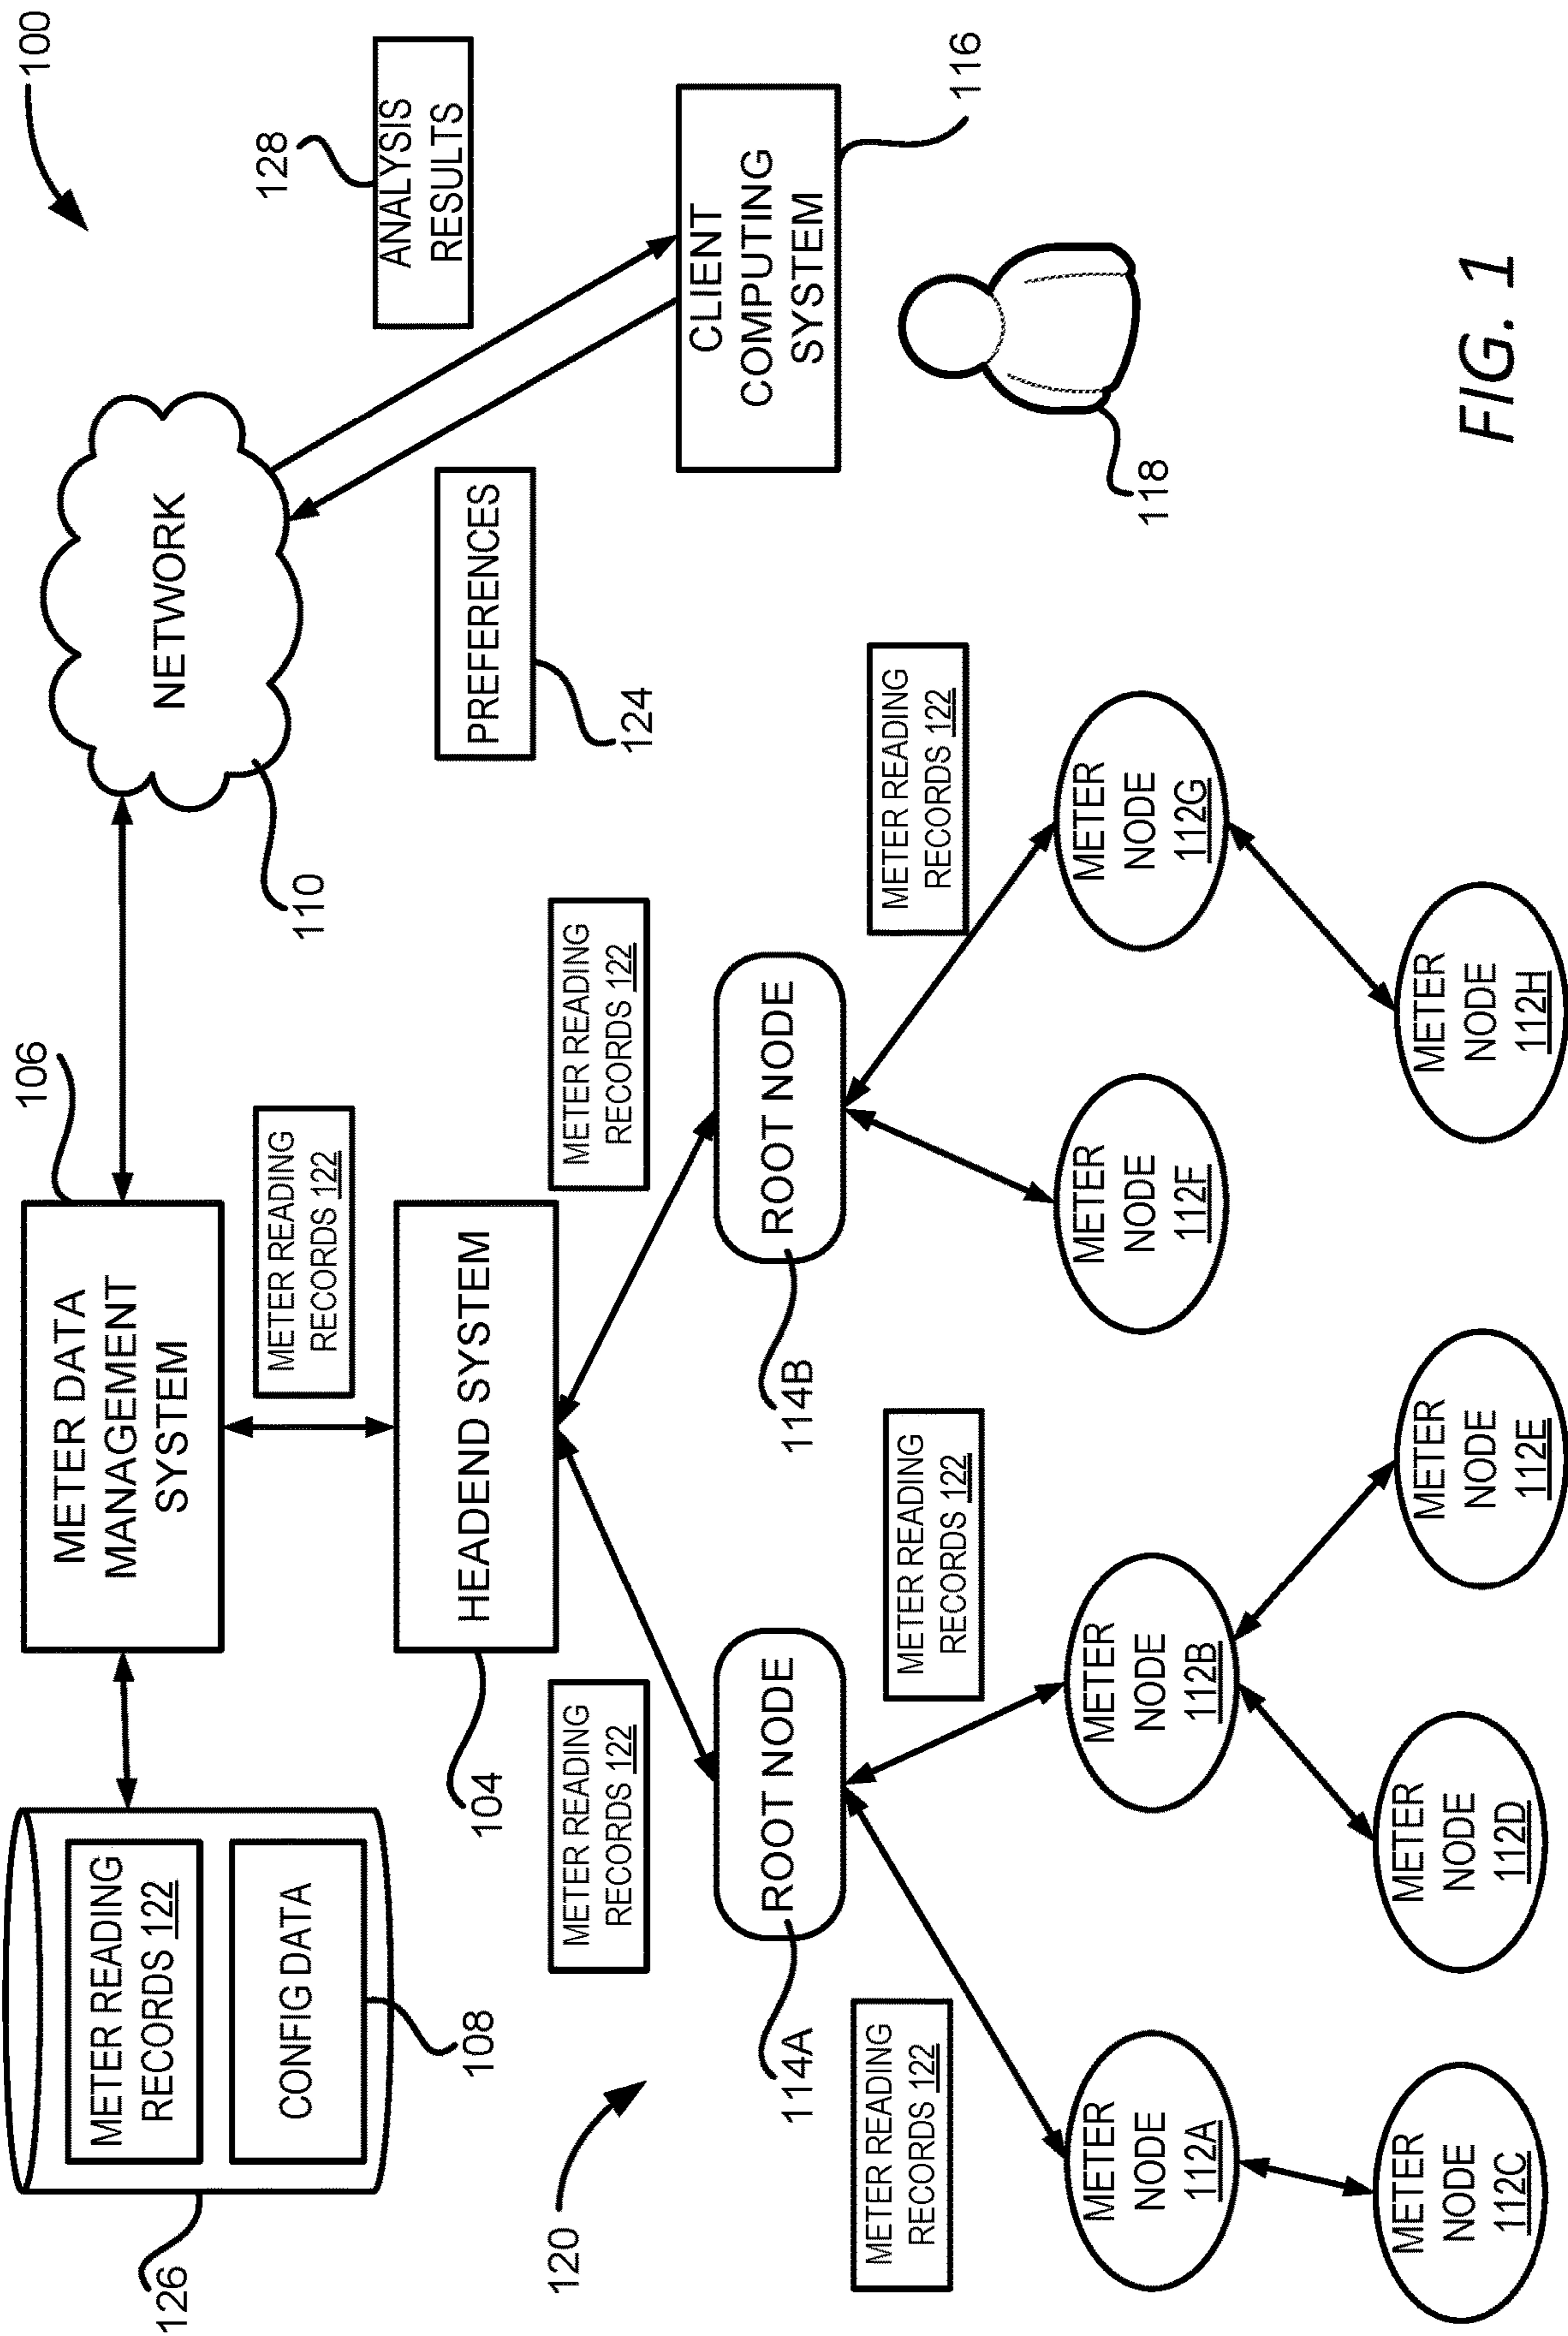 100
106
METER DATA
MANAGEMENT
SYSTEM
METER READING
RECORDS 122
CONFIG DATA
108
126
NETWORK
110
128
ANALYSIS
RESULTS
METER READING
RECORDS 122
PREFERENCES
124
CLIENT
COMPUTING
SYSTEM
116
118
HEADEND SYSTEM
104
120
METER READING
RECORDS 122
METER READING
RECORDS 122
ROOT NODE
114A
ROOT NODE
114B
METER READING
RECORDS 122
METER READING
RECORDS 122
METER READING
RECORDS 122
METER
NODE
112A
METER
NODE
112B
METER
NODE
112F
METER
NODE
112G
METER
NODE
112C
METER
NODE
112D
METER
NODE
112E
METER
NODE
112H
FIG. 1